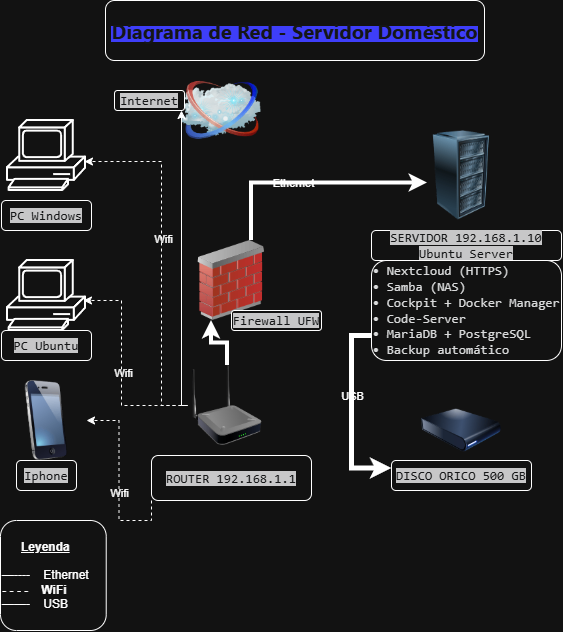 Diagrama de Red - Servidor Doméstico
Internet
Ethernet
PC Windows
Wifi
SERVIDOR 192.168.1.10
Ubuntu Server
• Nextcloud (HTTPS)
• Samba (NAS)
• Cockpit + Docker Manager
• Code-Server
• MariaDB + PostgreSQL
• Backup automático
Firewall UFW
PC Ubuntu
Wifi
USB
Iphone
ROUTER 192.168.1.1
DISCO ORICO 500 GB
Wifi
Leyenda
Ethernet
WiFi
USB